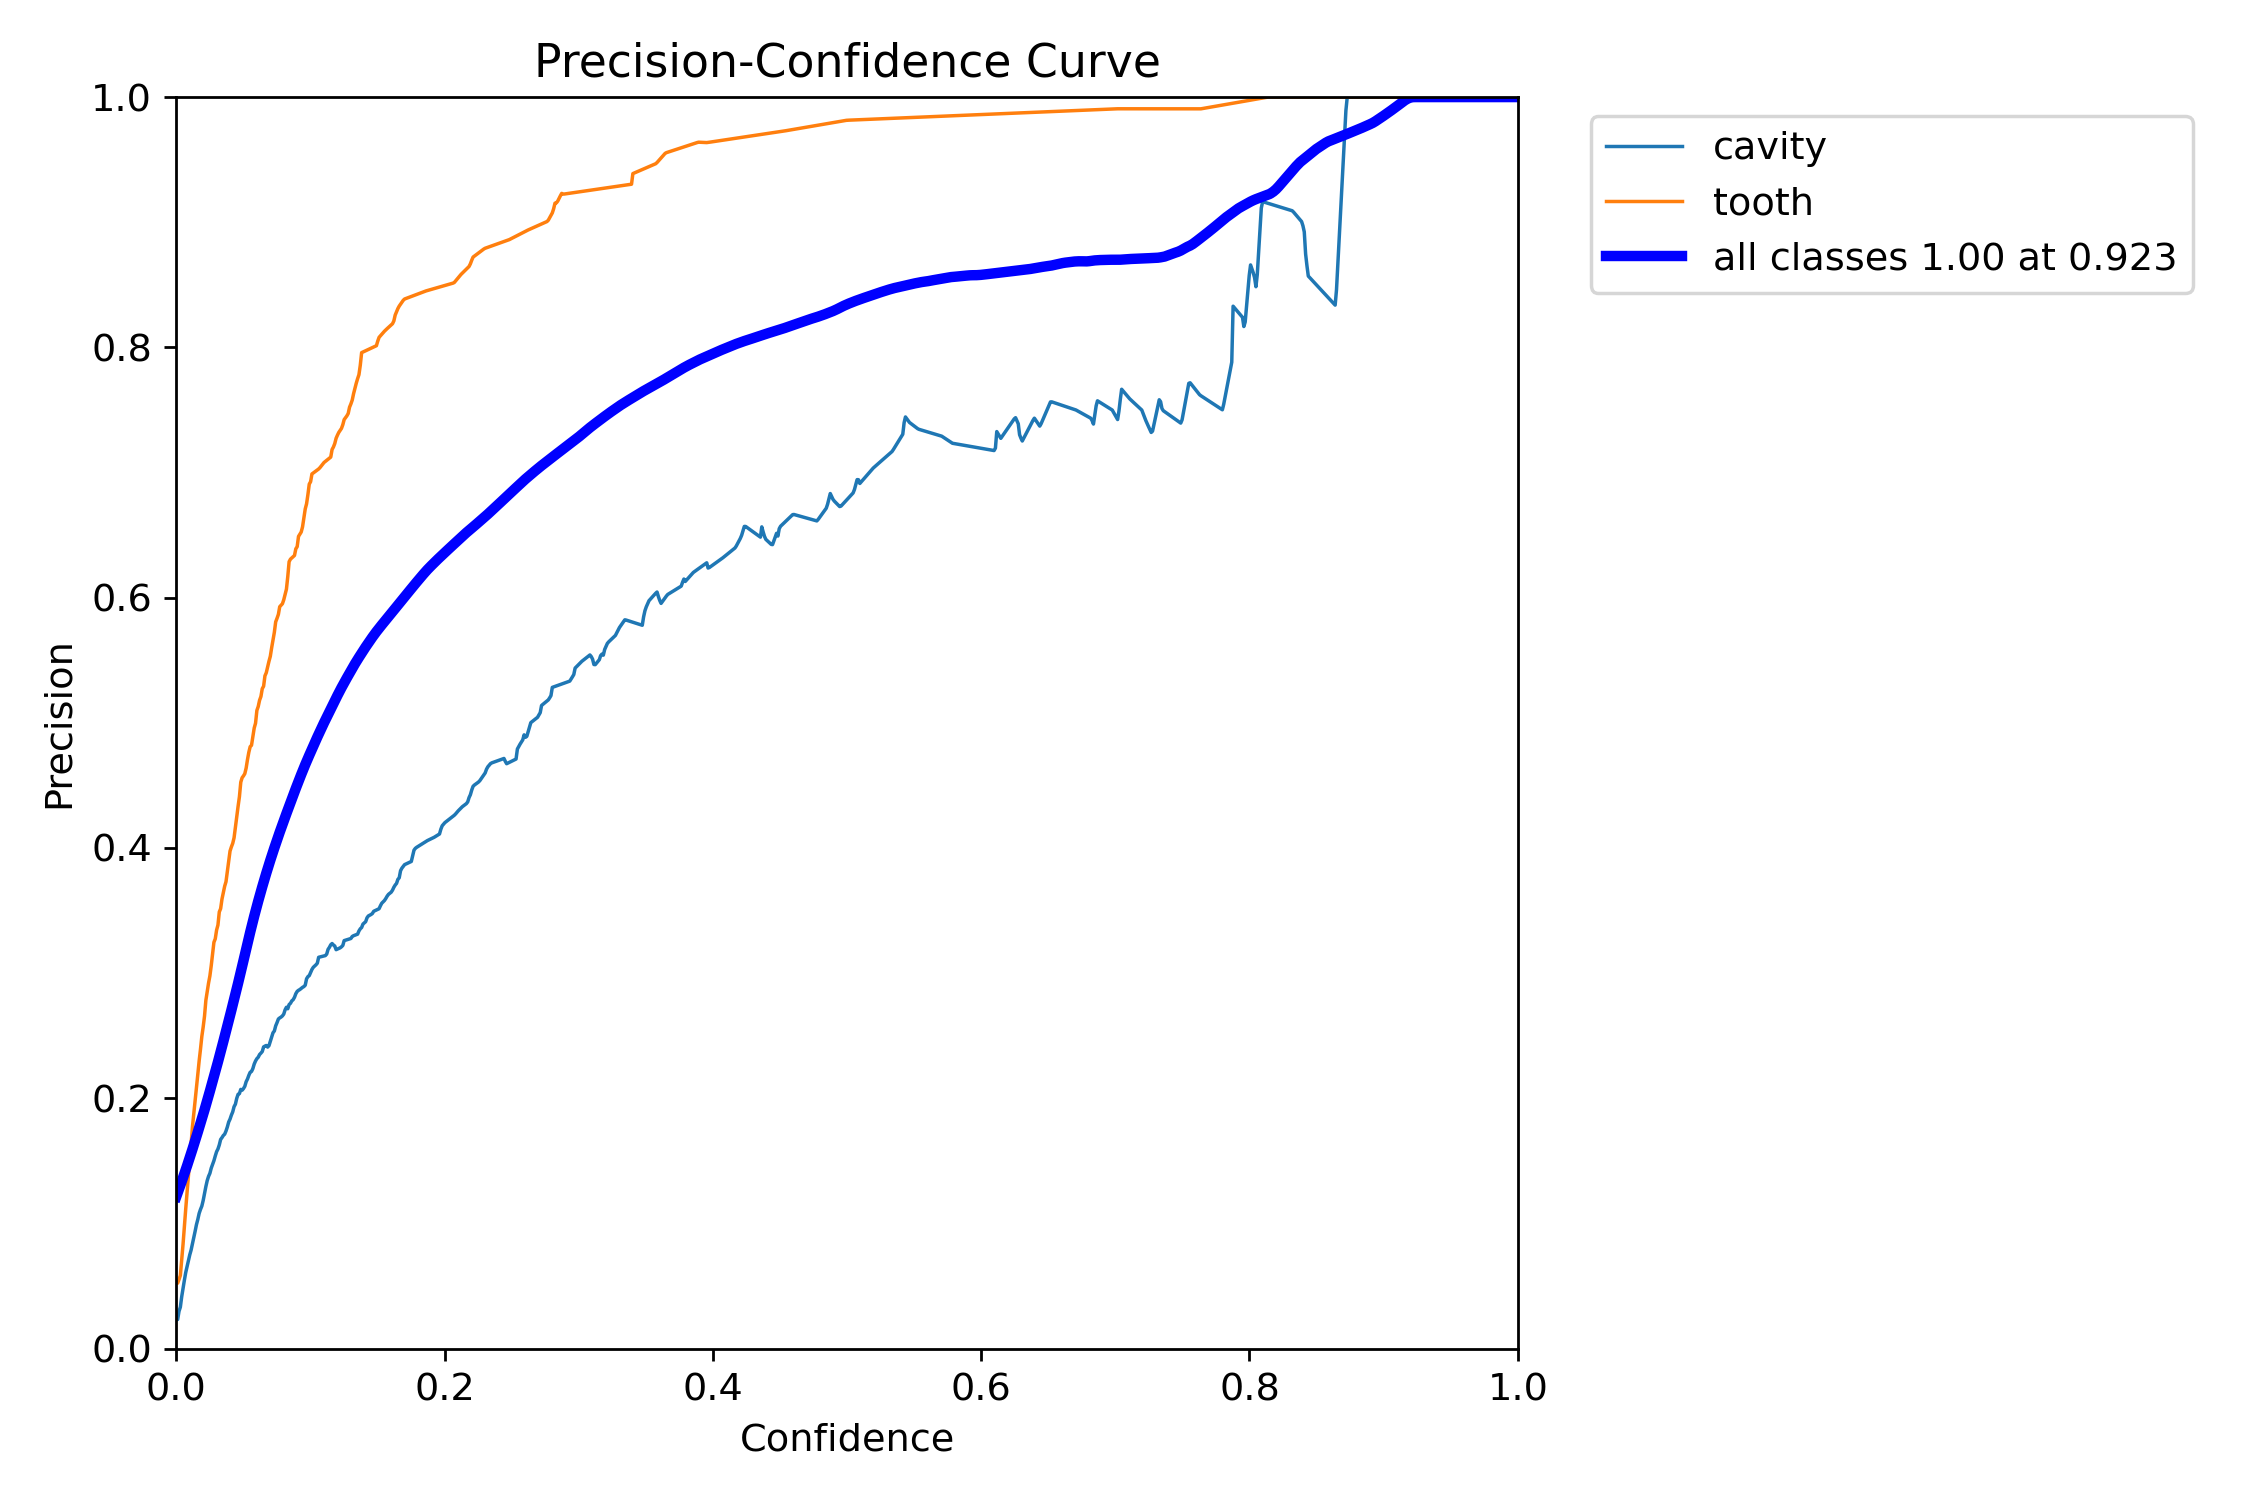 Precision-Confidence Curve
1.0
0.8
0.6
0.4
0.2
0.0
Precision
0.0 0.2 0.4 0.6 0.8 1.0
Confidence
cavity
tooth
all classes 1.00 at 0.923